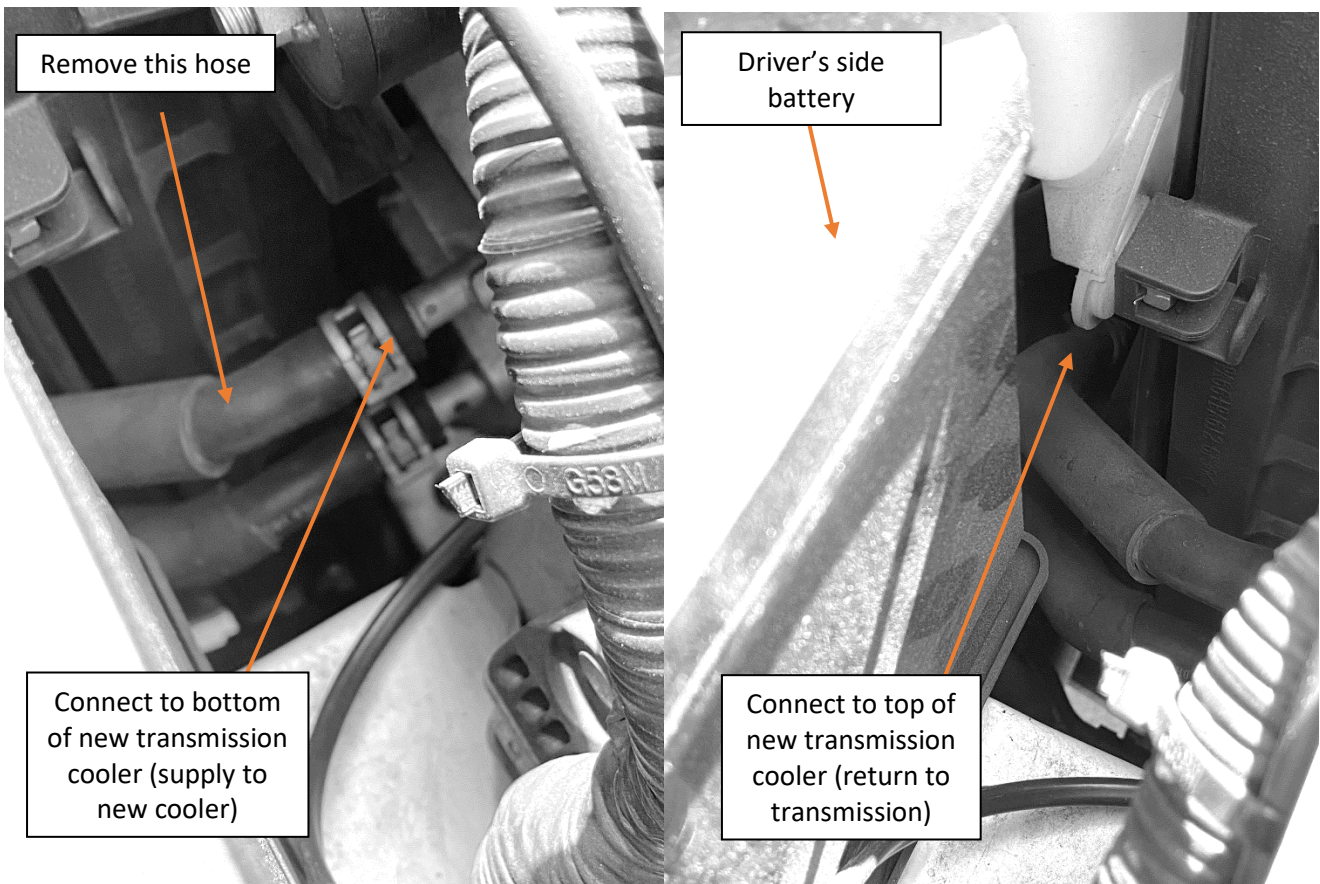 Remove this hose
Driver’s side
battery
G58M
Connect to bottom
of new transmission
cooler (supply to
new cooler)
Connect to top of
new transmission
cooler (return to
transmission)